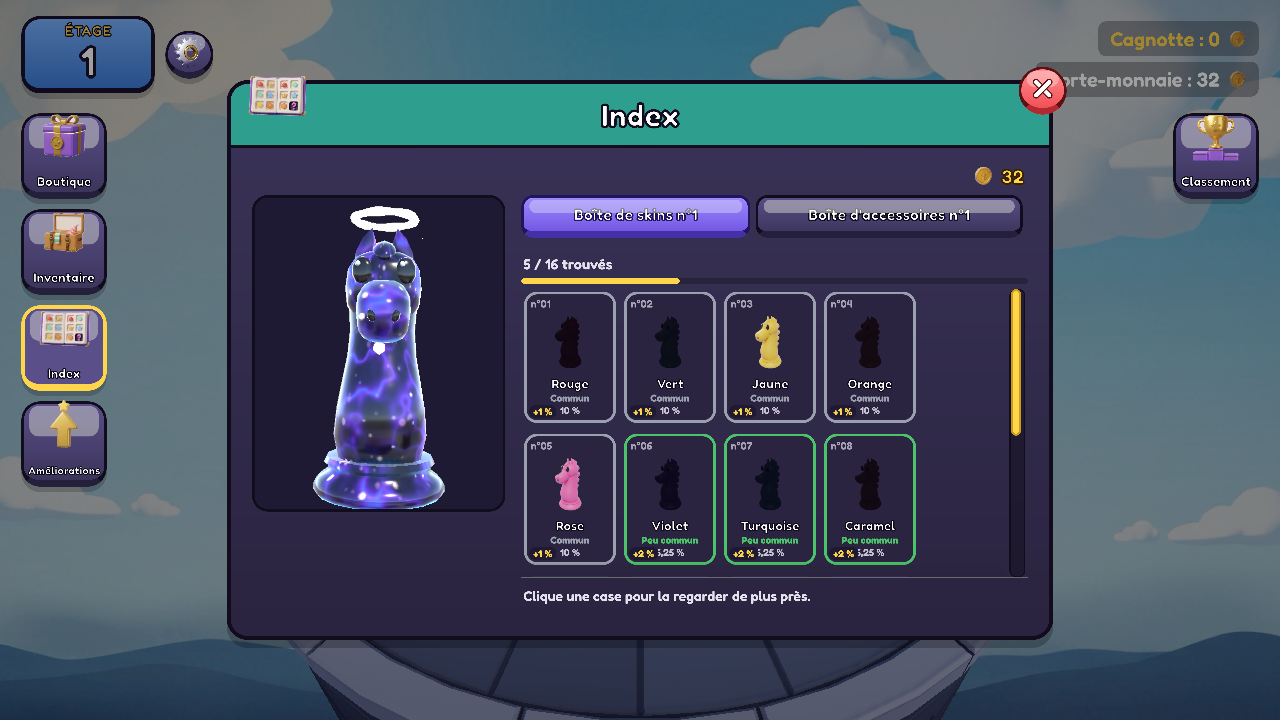 ÉTAGE
1
Cagnotte : 0
orte-monnaie : 32
Index
Boutique
Inventaire
Index
Améliorations
Classement
32
Boîte de skins n°1
Boîte d'accessoires n°1
5 / 16 trouvés
n°01
Rouge
Commun
+1 % 10 %
n°02
Vert
Commun
+1 % 10 %
n°03
Jaune
Commun
+1 % 10 %
n°04
Orange
Commun
+1 % 10 %
n°05
Rose
Commun
+1 % 10 %
n°06
Violet
Peu commun
+2 % ,25 %
n°07
Turquoise
Peu commun
+2 % ,25 %
n°08
Caramel
Peu commun
+2 % ,25 %
Clique une case pour la regarder de plus près.